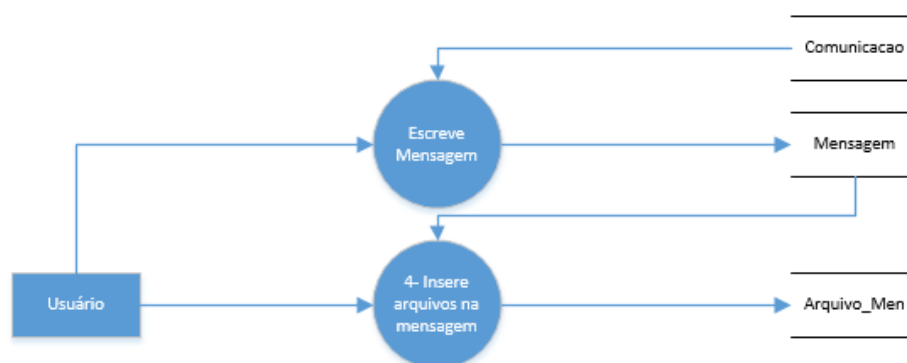 Comunicacao
Escreve
Mensagem
Mensagem
Usuário
4- Insere
arquivos na
mensagem
Arquivo_Men